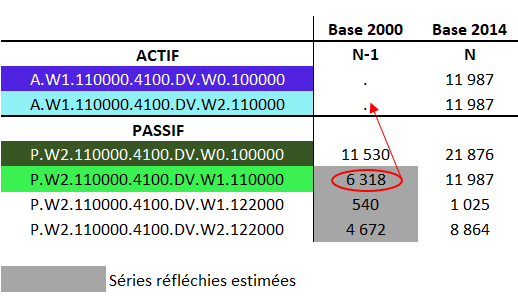 Base 2000 Base 2014
ACTIF N-1 N
A.W1.110000.4100.DV.W0.100000 . 11 987
A.W1.110000.4100.DV.W2.110000 . 11 987
PASSIF
P.W2.110000.4100.DV.W0.100000 11 530 21 876
P.W2.110000.4100.DV.W1.110000 6 318 11 987
P.W2.110000.4100.DV.W1.122000 540 1 025
P.W2.110000.4100.DV.W2.122000 4 672 8 864
Séries réfléchies estimées